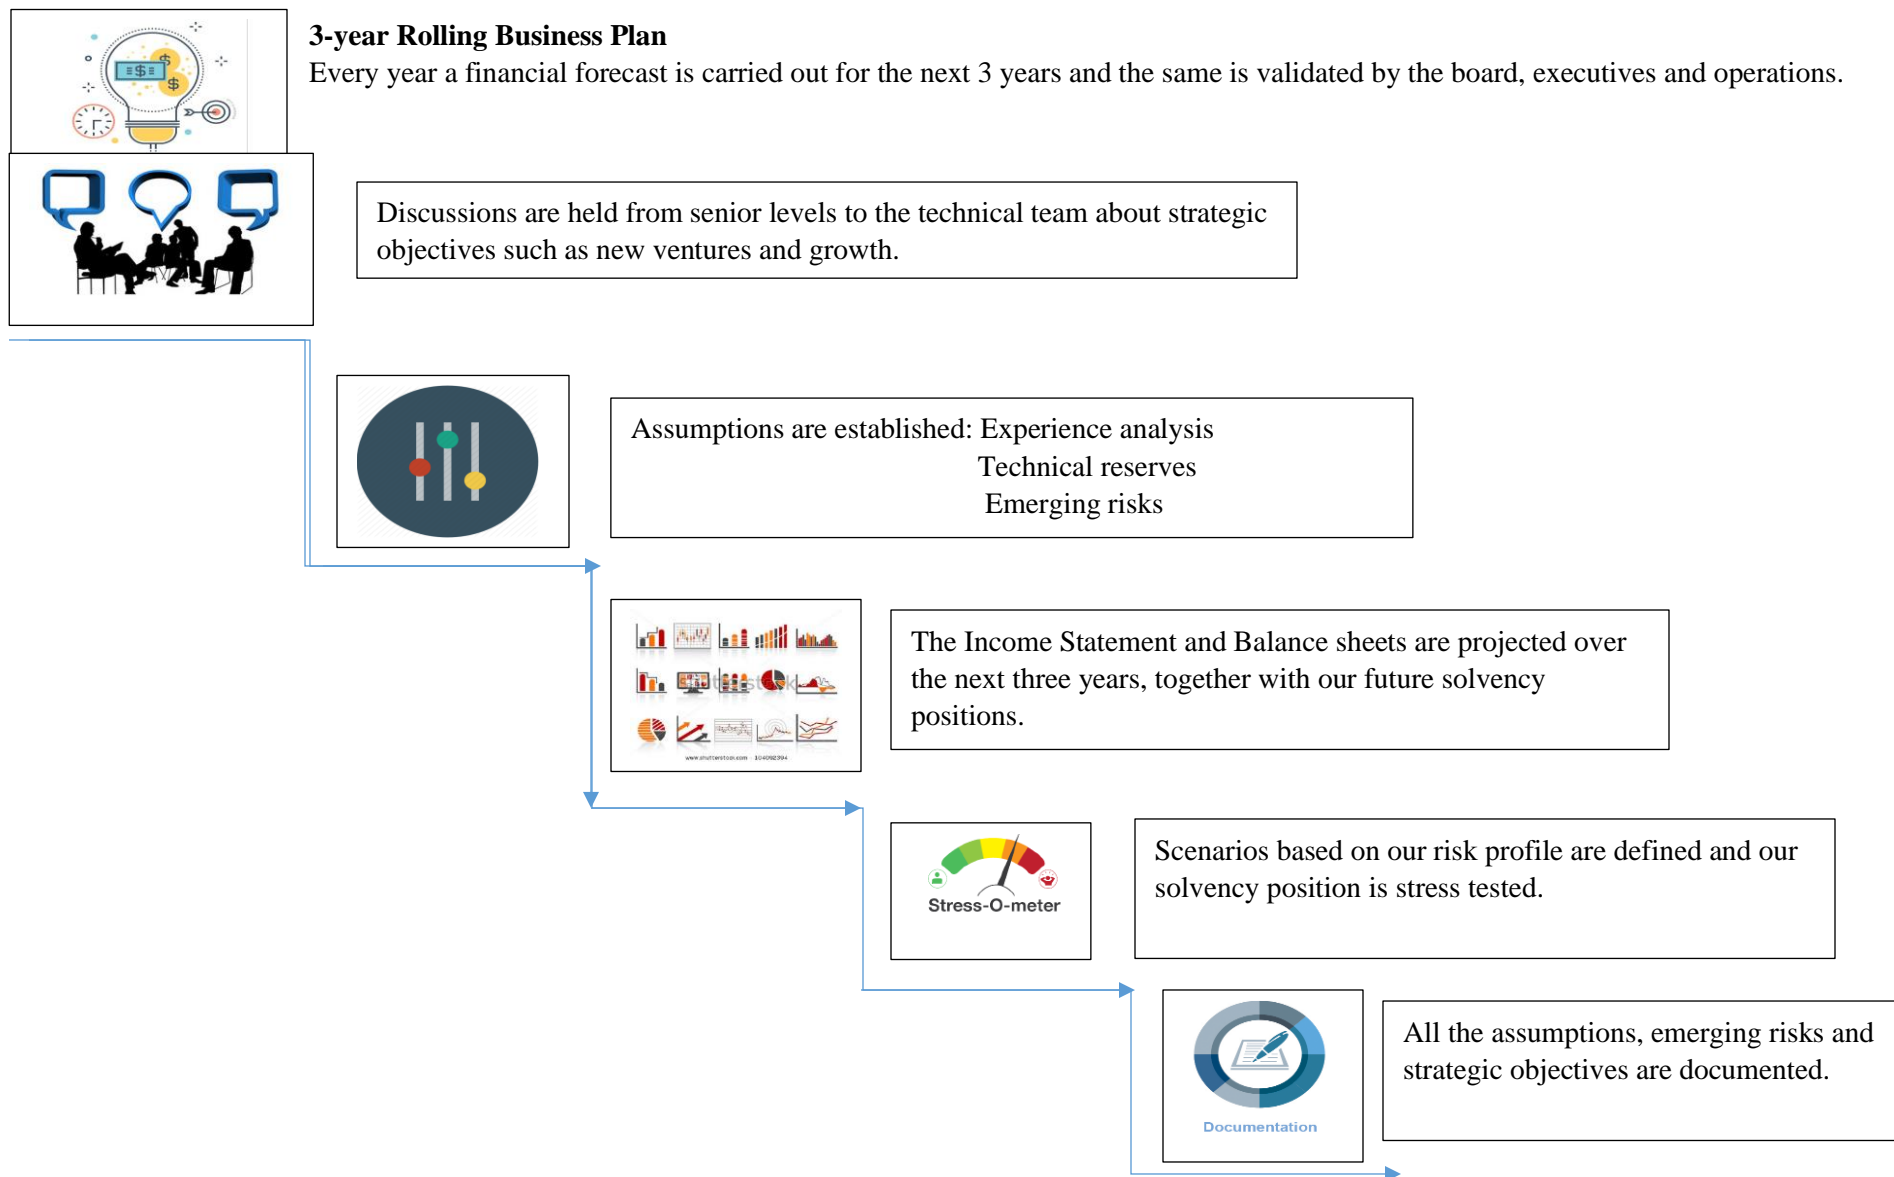 3-year Rolling Business Plan
Every year a financial forecast is carried out for the next 3 years and the same is validated by the board, executives and operations.
Discussions are held from senior levels to the technical team about strategic
objectives such as new ventures and growth.
Assumptions are established: Experience analysis
Technical reserves
Emerging risks
The Income Statement and Balance sheets are projected over
the next three years, together with our future solvency
positions.
www.shutterstock.com · 104092394
Stress-O-meter
Scenarios based on our risk profile are defined and our
solvency position is stress tested.
Documentation
All the assumptions, emerging risks and
strategic objectives are documented.